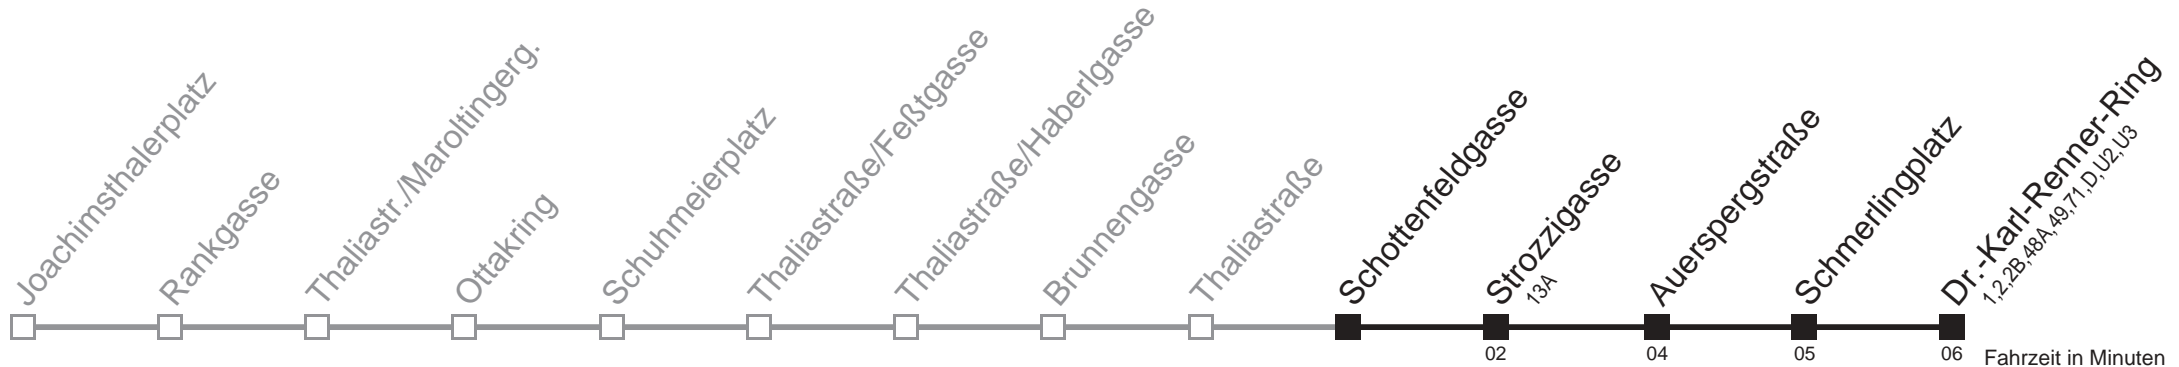 Joachimsthalerplatz
Rankgasse
Thaliastr./Maroltingerg.
Ottakring
Schuhmeierplatz
Thaliastraße/Feßtgasse
Thaliastraße/Haberlgasse
Brunnengasse
Thaliastraße
Schottenfeldgasse
Strozzigasse
13A
Auerspergstraße
Schmerlingplatz
Dr.-Karl-Renner-Ring
1,2,2B,48A,49,71,D,U2,U3
02 04 05 06 Fahrzeit in Minuten